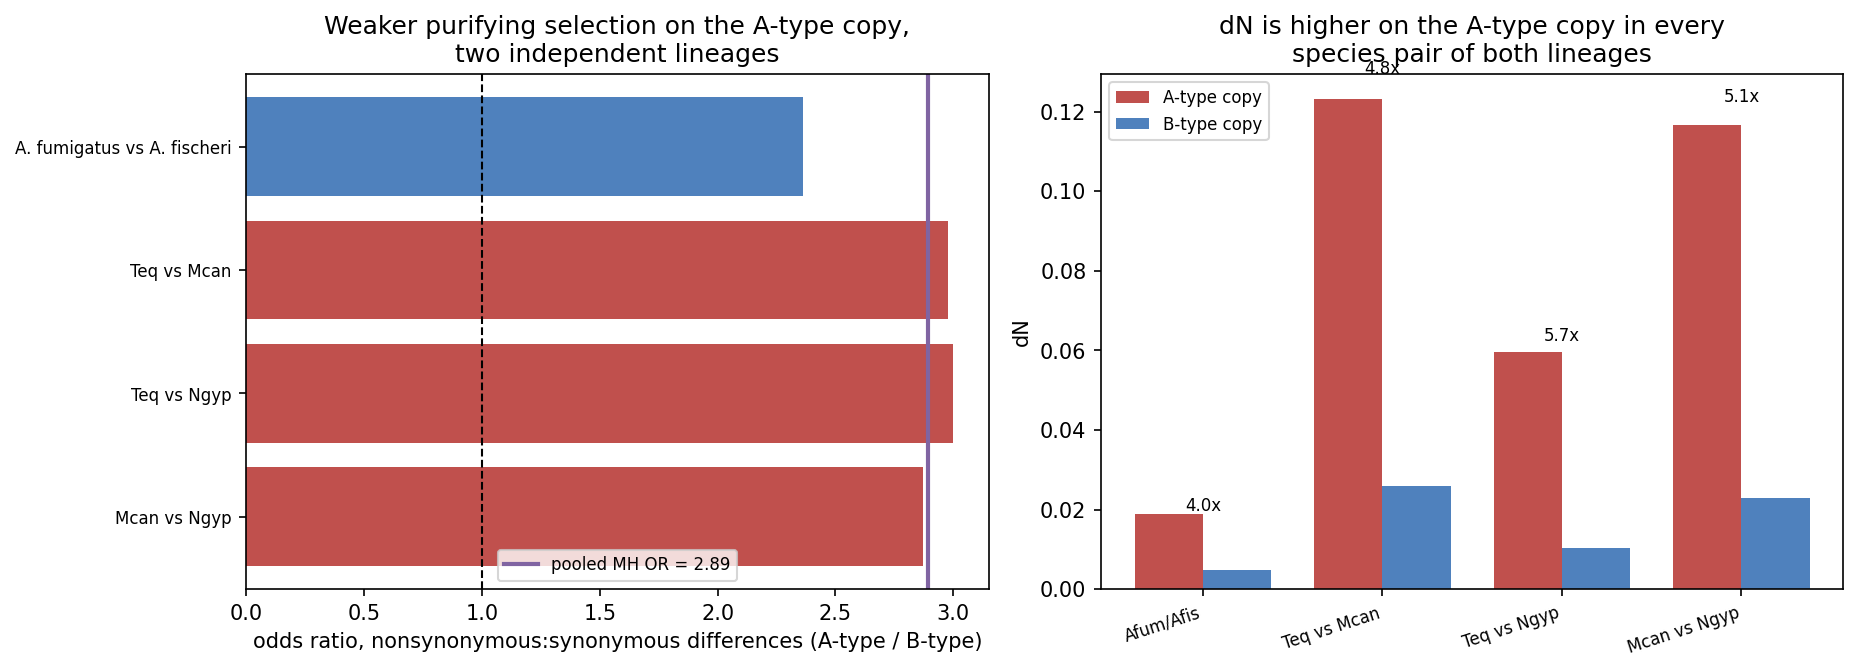 Weaker purifying selection on the A-type copy,
two independent lineages
A. fumigatus vs A. fischeri
Teq vs Mcan
Teq vs Ngyp
Mcan vs Ngyp
pooled MH OR = 2.89
0.0 0.5 1.0 1.5 2.0 2.5 3.0
odds ratio, nonsynonymous:synonymous differences (A-type / B-type)
dN is higher on the A-type copy in every
species pair of both lineages
A-type copy
B-type copy
4.8x
5.1x
5.7x
4.0x
dN
0.12
0.10
0.08
0.06
0.04
0.02
0.00
Afum/Afis
Teq vs Mcan
Teq vs Ngyp
Mcan vs Ngyp